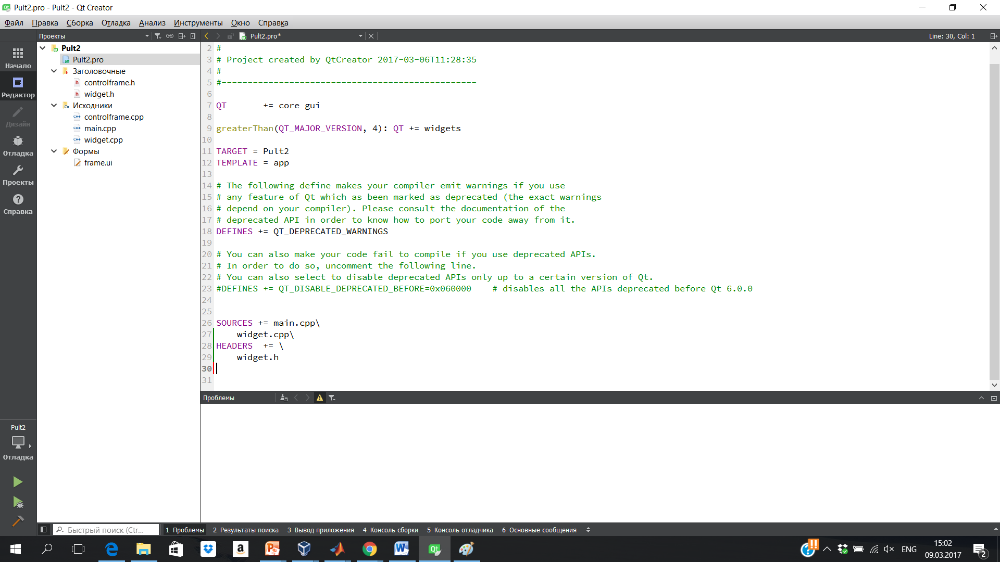 Pult2.pro - Pult2 - Qt Creator
Файл Правка Сборка Отладка Анализ Инструменты Окно Справка
Проекты
Pult2.pro*
Line: 30, Col: 1
Начало
Редактор
Дизайн
Отладка
Проекты
Справка
Pult2
Pult2.pro
Заголовочные
controlframe.h
widget.h
Исходники
controlframe.cpp
main.cpp
widget.cpp
Формы
frame.ui
2 #
3 # Project created by QtCreator 2017-03-06T11:28:35
4 #
5 #-------------------------------------------------
6
7 QT       += core gui
8
9 greaterThan(QT_MAJOR_VERSION, 4): QT += widgets
10
11 TARGET = Pult2
12 TEMPLATE = app
13
14 # The following define makes your compiler emit warnings if you use
15 # any feature of Qt which as been marked as deprecated (the exact warnings
16 # depend on your compiler). Please consult the documentation of the
17 # deprecated API in order to know how to port your code away from it.
18 DEFINES += QT_DEPRECATED_WARNINGS
19
20 # You can also make your code fail to compile if you use deprecated APIs.
21 # In order to do so, uncomment the following line.
22 # You can also select to disable deprecated APIs only up to a certain version of Qt.
23 #DEFINES += QT_DISABLE_DEPRECATED_BEFORE=0x060000    # disables all the APIs deprecated before Qt 6.0.0
24
25
26 SOURCES += main.cpp\
27     widget.cpp\
28 HEADERS  += \
29     widget.h
30
31
Проблемы
Pult2
Отладка
Быстрый поиск (Ctr...
1 Проблемы 2 Результаты поиска 3 Вывод приложения 4 Консоль сборки 5 Консоль отладчика 6 Основные сообщения
ENG
15:02
09.03.2017
2